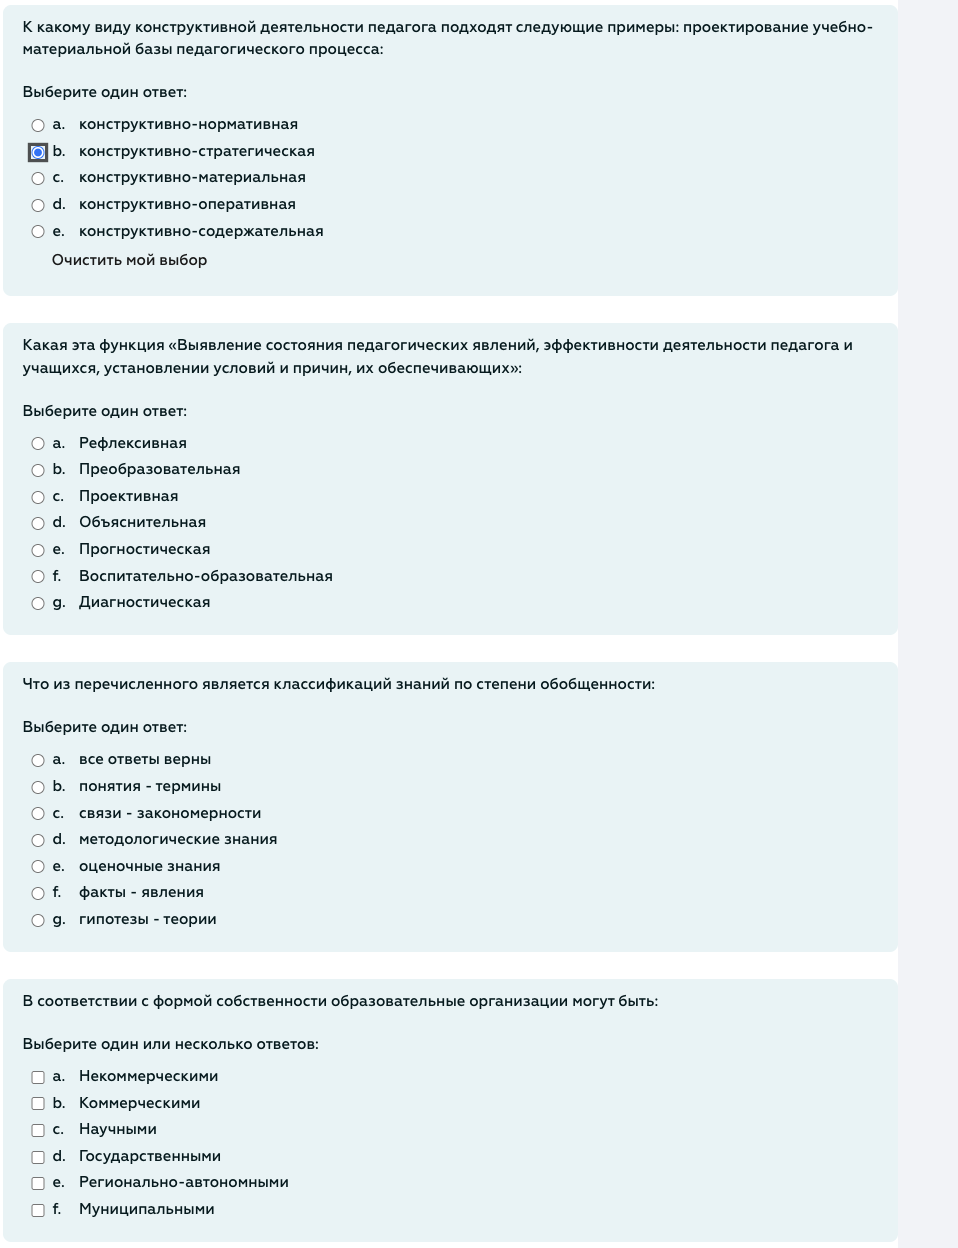 К какому виду конструктивной деятельности педагога подходят следующие примеры: проектирование учебно-
материальной базы педагогического процесса:
Выберите один ответ:
a. конструктивно-нормативная
b. конструктивно-стратегическая
c. конструктивно-материальная
d. конструктивно-оперативная
e. конструктивно-содержательная
Очистить мой выбор
Какая эта функция «Выявление состояния педагогических явлений, эффективности деятельности педагога и
учащихся, установлении условий и причин, их обеспечивающих»:
Выберите один ответ:
a. Рефлексивная
b. Преобразовательная
c. Проективная
d. Объяснительная
e. Прогностическая
f. Воспитательно-образовательная
g. Диагностическая
Что из перечисленного является классификаций знаний по степени обобщенности:
Выберите один ответ:
a. все ответы верны
b. понятия - термины
c. связи - закономерности
d. методологические знания
e. оценочные знания
f. факты - явления
g. гипотезы - теории
В соответствии с формой собственности образовательные организации могут быть:
Выберите один или несколько ответов:
a. Некоммерческими
b. Коммерческими
c. Научными
d. Государственными
e. Регионально-автономными
f. Муниципальными